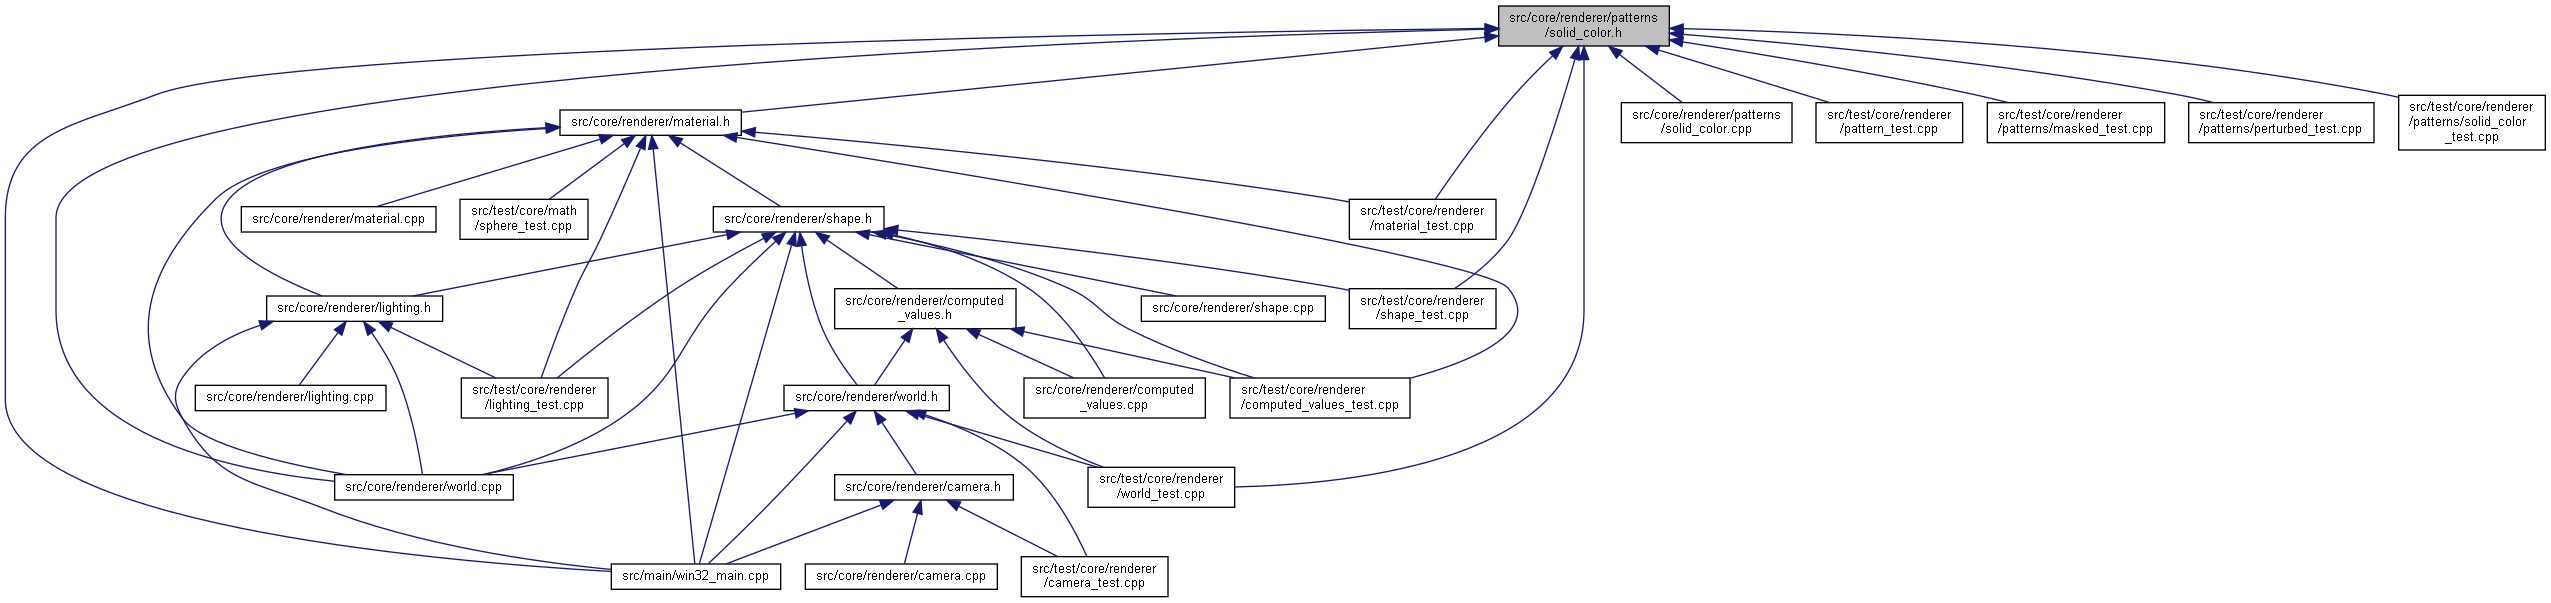 src/core/renderer/patterns
/solid_color.h
src/core/renderer/material.h
src/core/renderer/patterns
/solid_color.cpp
src/test/core/renderer
/pattern_test.cpp
src/test/core/renderer
/patterns/masked_test.cpp
src/test/core/renderer
/patterns/perturbed_test.cpp
src/test/core/renderer
/patterns/solid_color
_test.cpp
src/core/renderer/material.cpp
src/test/core/math
/sphere_test.cpp
src/core/renderer/shape.h
src/test/core/renderer
/material_test.cpp
src/core/renderer/lighting.h
src/core/renderer/computed
_values.h
src/core/renderer/shape.cpp
src/test/core/renderer
/shape_test.cpp
src/core/renderer/lighting.cpp
src/test/core/renderer
/lighting_test.cpp
src/core/renderer/world.h
src/core/renderer/computed
_values.cpp
src/test/core/renderer
/computed_values_test.cpp
src/core/renderer/world.cpp
src/core/renderer/camera.h
src/test/core/renderer
/world_test.cpp
src/main/win32_main.cpp
src/core/renderer/camera.cpp
src/test/core/renderer
/camera_test.cpp